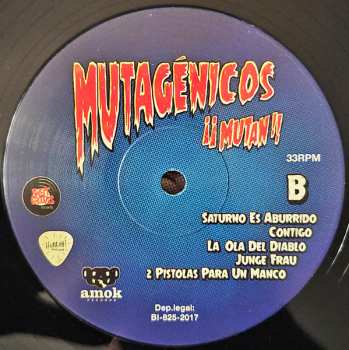 MUTAGÉNICOS
¡¡MUTAN!!
33RPM
B
SATURNO ES ABURRIDO
CONTIGO
LA OLA DEL DIABLO
JUNGE FRAU
2 PISTOLAS PARA UN MANCO
amok
RECORDS
Dep.legal:
BI-825-2017